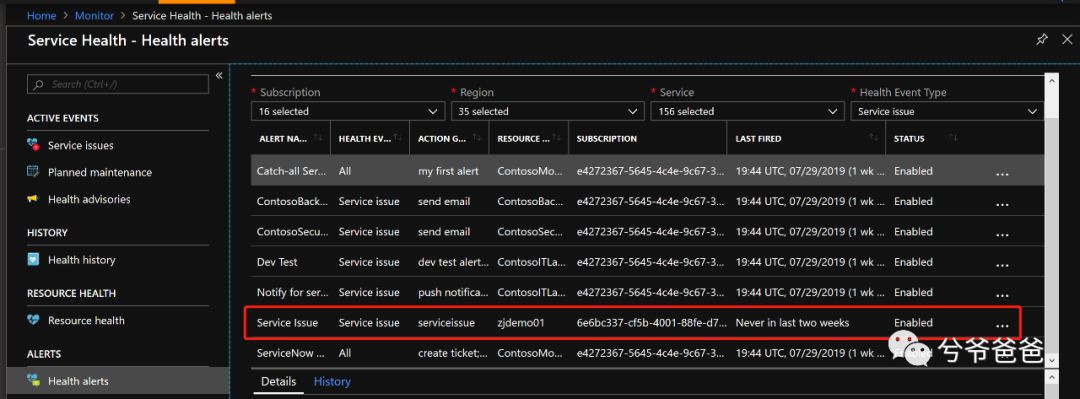 Home > Monitor > Service Health - Health alerts
Service Health - Health alerts
Search (Ctrl+/)
«
ACTIVE EVENTS
Service issues
Planned maintenance
Health advisories
HISTORY
Health history
RESOURCE HEALTH
Resource health
ALERTS
Health alerts
* Subscription * Region * Service * Health Event Type
16 selected 35 selected 156 selected Service issue
ALERT NA... HEALTH EV... ACTION G... RESOURCE ... SUBSCRIPTION LAST FIRED STATUS
Catch-all Ser... All my first alert ContosoMo... e4272367-5645-4c4e-9c67-3... 19:44 UTC, 07/29/2019 (1 wk ... Enabled ...
ContosoBack... Service issue send email ContosoBac... e4272367-5645-4c4e-9c67-3... 19:44 UTC, 07/29/2019 (1 wk ... Enabled ...
ContosoSecu... Service issue send email ContosoSec... e4272367-5645-4c4e-9c67-3... 19:44 UTC, 07/29/2019 (1 wk ... Enabled ...
Dev Test Service issue dev test alert... ContosoITLa... e4272367-5645-4c4e-9c67-3... 19:44 UTC, 07/29/2019 (1 wk ... Enabled ...
Notify for ser... Service issue push notifica... ContosoITLa... e4272367-5645-4c4e-9c67-3... 19:44 UTC, 07/29/2019 (1 wk ... Enabled ...
Service Issue Service issue serviceissue zjdemo01 6e6bc337-cf5b-4001-88fe-d7... Never in last two weeks Enabled ...
ServiceNow ... All create ticket;... ContosoMo... e4272367-5645-4c4e-9c67-3... 19:44 UTC, 07/29/2019 (1 wk ... Enabled
兮爷爸爸
Details History